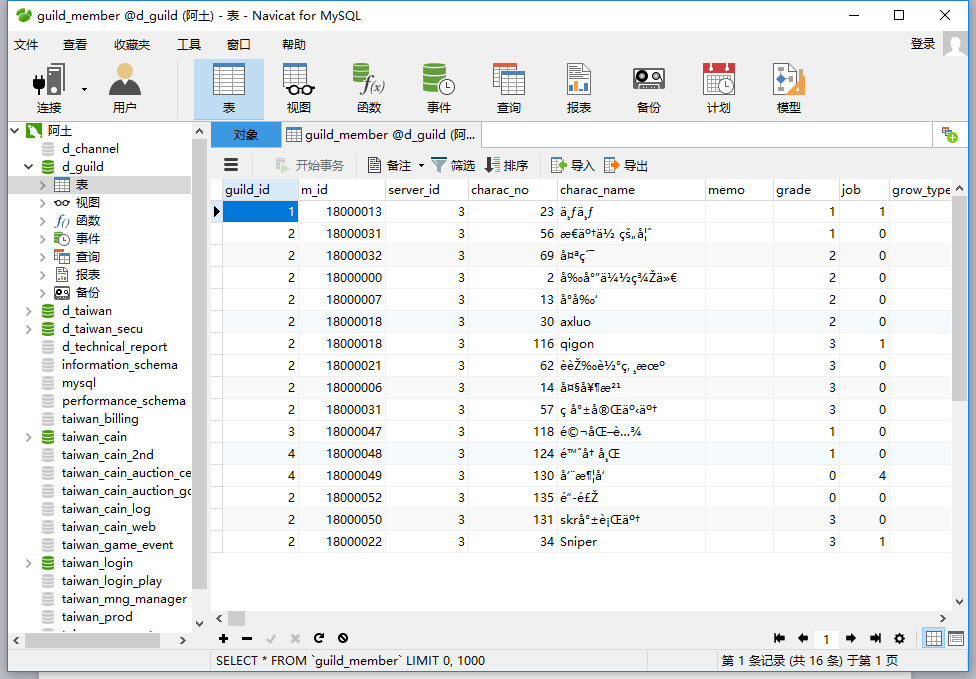 guild_member @d_guild (阿土) - 表 - Navicat for MySQL
文件 查看 收藏夹 工具 窗口 帮助 登录
连接 用户 表 视图 函数 事件 查询 报表 备份 计划 模型
阿土
d_channel
d_guild
表
视图
函数
事件
查询
报表
备份
d_taiwan
d_taiwan_secu
d_technical_report
information_schema
mysql
performance_schema
taiwan_billing
taiwan_cain
taiwan_cain_2nd
taiwan_cain_auction_ce
taiwan_cain_auction_gc
taiwan_cain_log
taiwan_cain_web
taiwan_game_event
taiwan_login
taiwan_login_play
taiwan_mng_manager
taiwan_prod
对象 guild_member @d_guild (阿...
开始事务 备注 筛选 排序 导入 导出
guild_id m_id server_id charac_no charac_name memo grade job grow_type
1 18000013 3 23 ä¸ƒä¸ƒ 1 1
2 18000031 3 56 1 0
2 18000032 3 69 å¤ªç´¯ 2 0
2 18000000 3 2 2 0
2 18000007 3 13 2 0
2 18000018 3 30 axluo 2 0
2 18000018 3 116 qigon 3 1
2 18000021 3 62 3 0
2 18000006 3 14 3 0
2 18000031 3 57 3 0
3 18000047 3 118 1 0
4 18000048 3 124 1 0
4 18000049 3 130 0 4
2 18000052 3 135 0 0
2 18000050 3 131 3 0
2 18000022 3 34 Sniper 3 1
1
SELECT * FROM `guild_member` LIMIT 0, 1000 第 1 条记录 (共 16 条) 于第 1 页